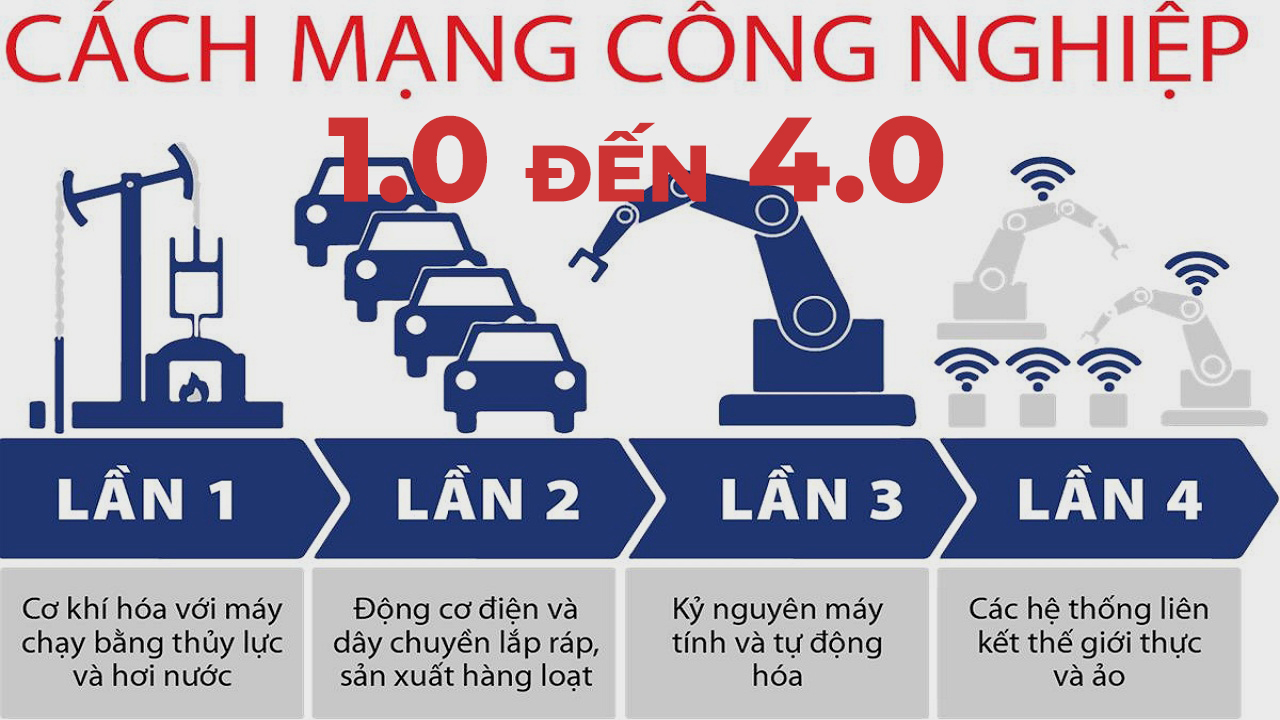 CÁCH MẠNG CÔNG NGHIỆP
1.0 ĐẾN 4.0
LẦN 1
LẦN 2
LẦN 3
LẦN 4
Cơ khí hóa với máy
chạy bằng thủy lực
và hơi nước
Động cơ điện và
dây chuyền lắp ráp,
sản xuất hàng loạt
Kỷ nguyên máy
tính và tự động
hóa
Các hệ thống liên
kết thế giới thực
và ảo